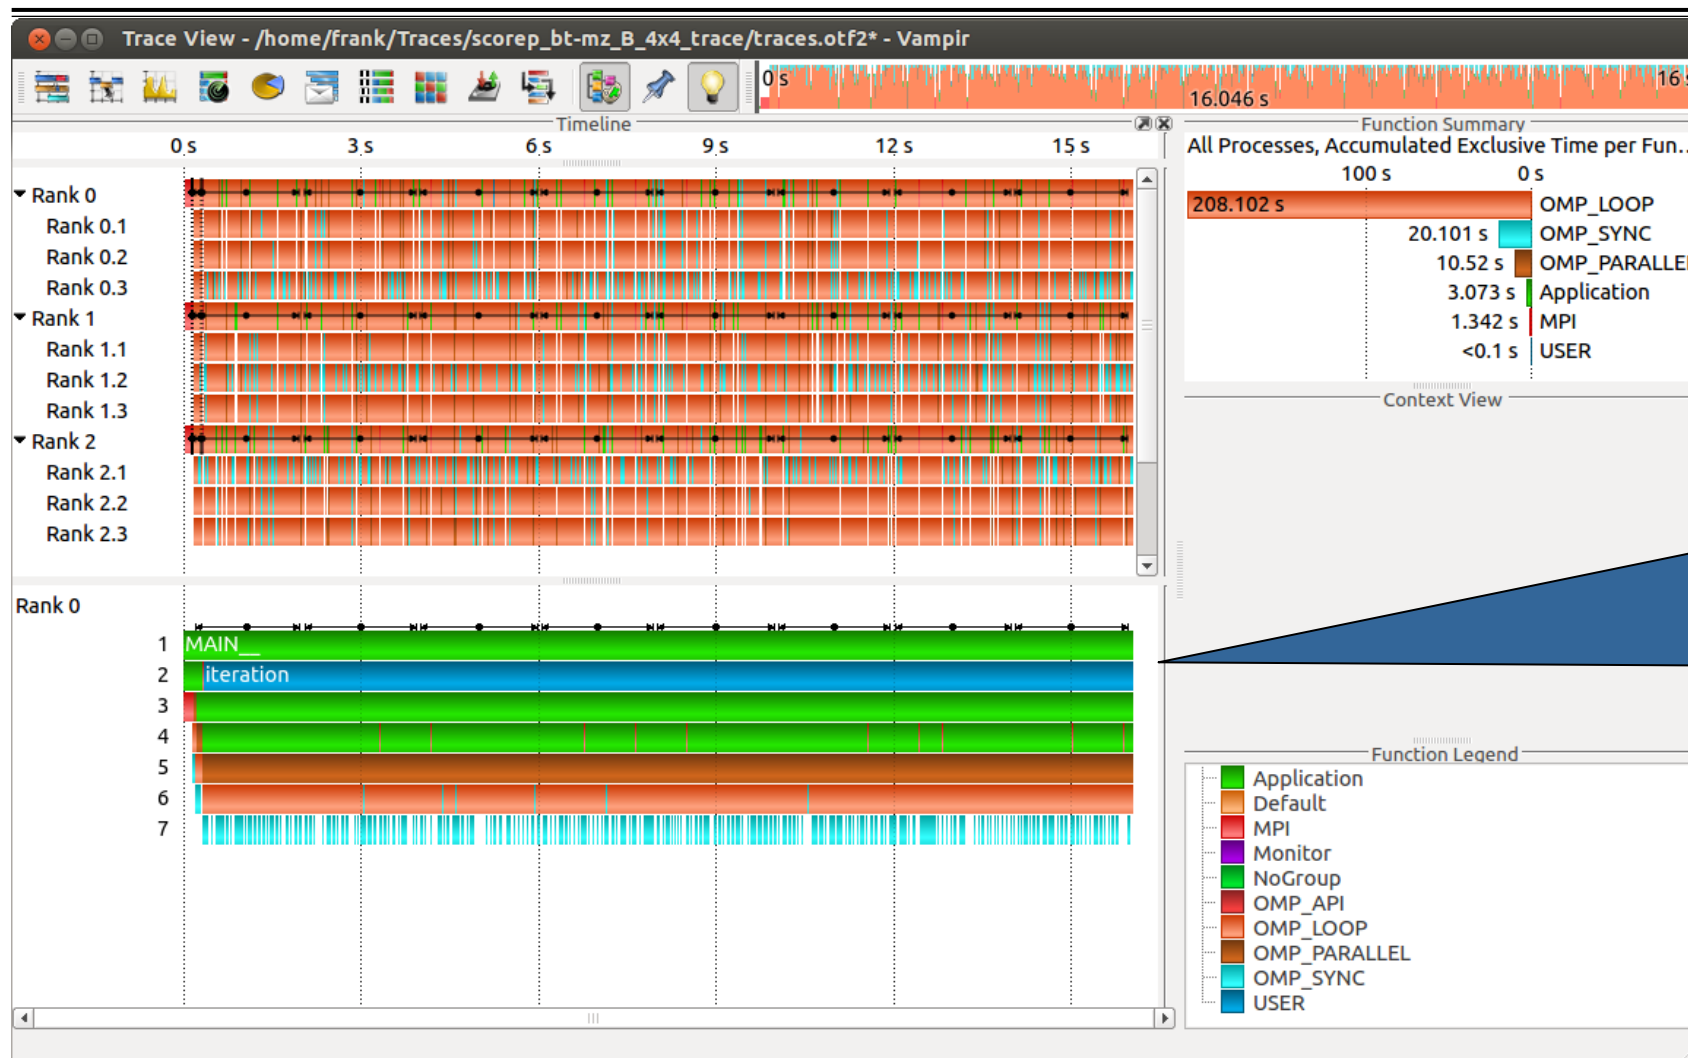 Trace View - /home/frank/Traces/scorep_bt-mz_B_4x4_trace/traces.otf2* - Vampir
0 s
16.046 s
16 s
Timeline
0 s 3 s 6 s 9 s 12 s 15 s
Rank 0
Rank 0.1
Rank 0.2
Rank 0.3
Rank 1
Rank 1.1
Rank 1.2
Rank 1.3
Rank 2
Rank 2.1
Rank 2.2
Rank 2.3
Rank 0
1 MAIN__
2 iteration
3
4
5
6
7
Function Summary
All Processes, Accumulated Exclusive Time per Fun..
100 s 0 s
208.102 s OMP_LOOP
20.101 s OMP_SYNC
10.52 s OMP_PARALLEL
3.073 s Application
1.342 s MPI
<0.1 s USER
Context View
Function Legend
Application
Default
MPI
Monitor
NoGroup
OMP_API
OMP_LOOP
OMP_PARALLEL
OMP_SYNC
USER